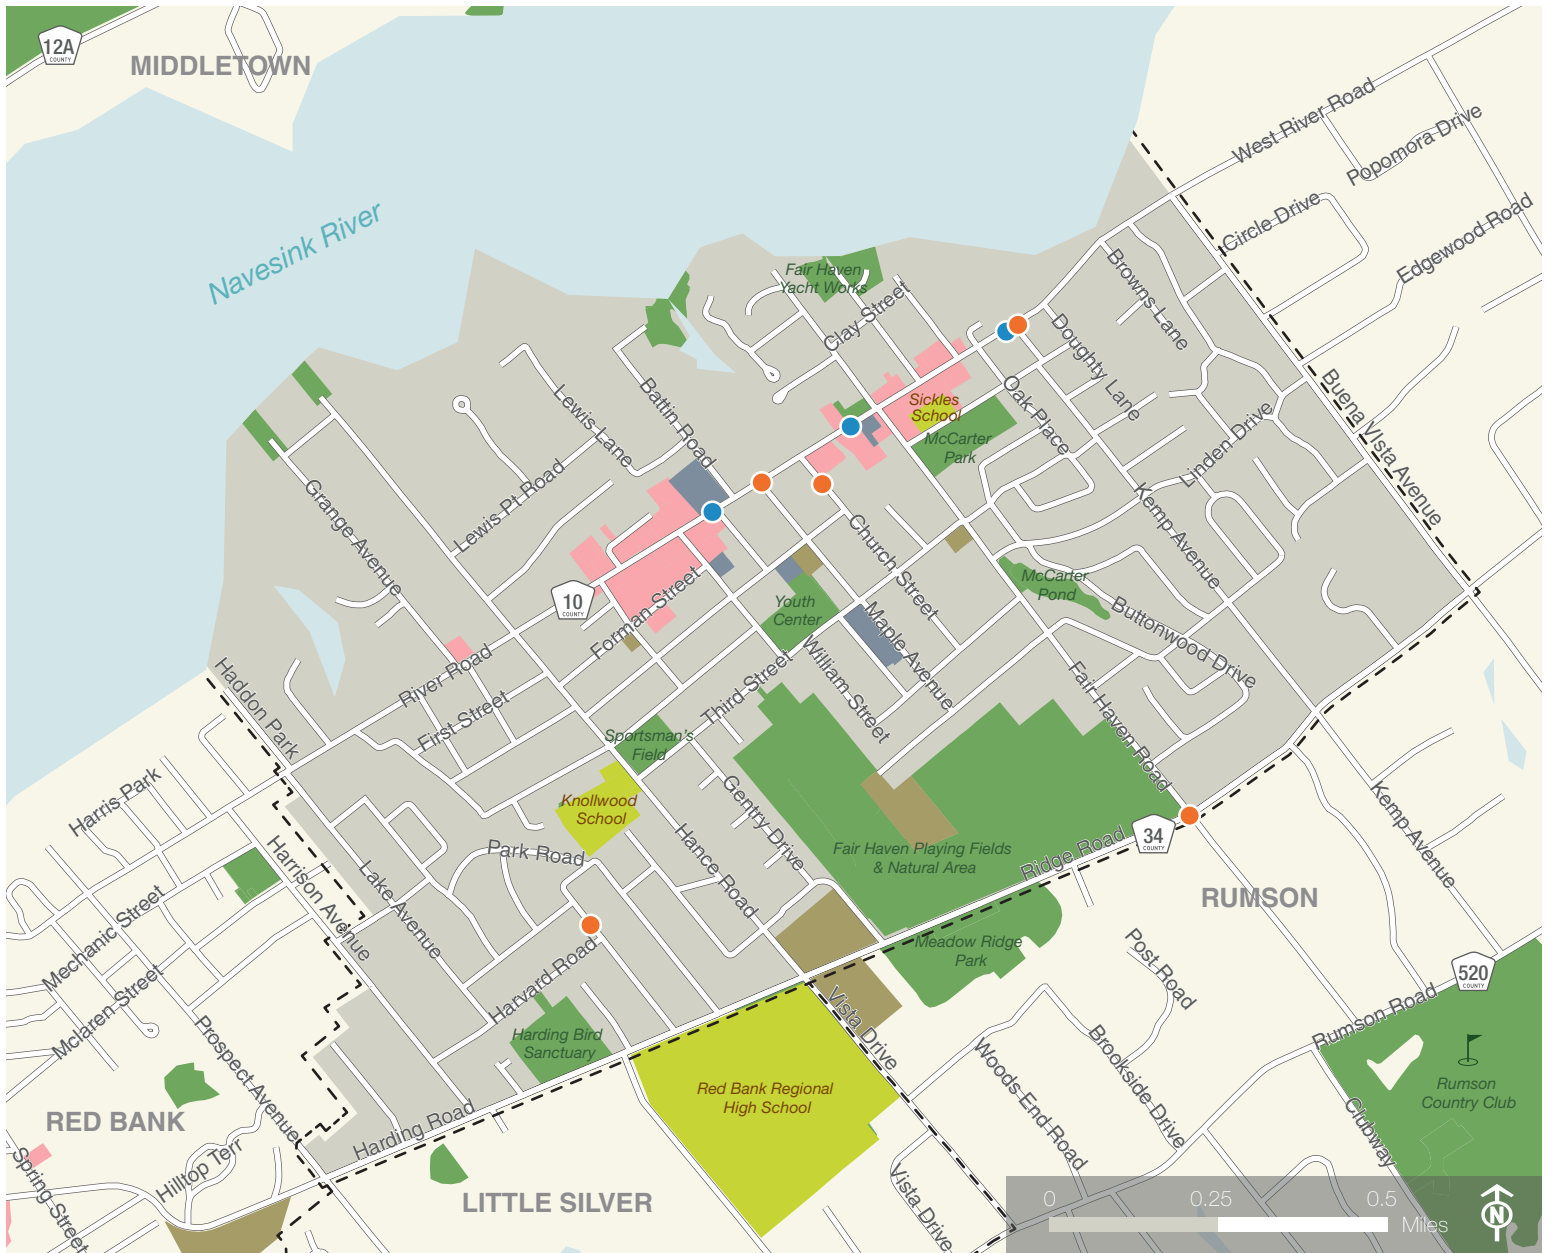 12A
COUNTY
MIDDLETOWN
Navesink River
West River Road
Popomora Drive
Circle Drive
Edgewood Road
Browns Lane
Fair Haven
Yacht Works
Clay Street
Doughty Lane
Buena VIsta Avenue
Oak Place
Sickles
School
McCarter
Park
Linden Drive
Battin Road
Lewis Lane
Lewis Pt Road
Grange Avenue
Kemp Avenue
Church Street
McCarter
Pond
Buttonwood Drive
10
COUNTY
Forman Street
Youth
Center
Maple Avenue
William Street
Third Street
River Road
First Street
Haddon Park
Sportsman's
Field
Fair Haven Road
Harris Park
Knollwood
School
Gentry Drive
Hance Road
Park Road
Fair Haven Playing Fields
& Natural Area
Ridge Road
34
COUNTY
Kemp Avenue
RUMSON
Harrison Avenue
Lake Avenue
Mechanic Street
Mclaren Street
Harvard Road
Meadow Ridge
Park
Post Road
520
COUNTY
Rumson Road
Harding Bird
Sanctuary
Vista Drive
Prospect Avenue
Woods End Road
Brookside Drive
Rumson
Country Club
Clubway
Red Bank Regional
High School
RED BANK
Harding Road
Hilltop Terr
Spring Street
LITTLE SILVER
Vista Drive
0
0.25
0.5
Miles
N